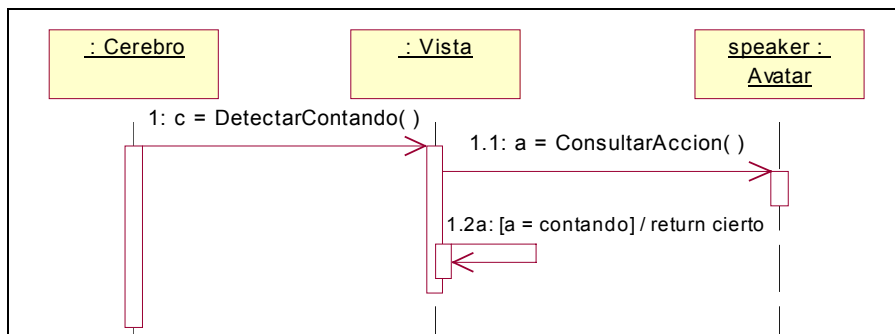 : Cerebro
: Vista
speaker :
Avatar
1: c = DetectarContando( )
1.1: a = ConsultarAccion( )
1.2a: [a = contando] / return cierto